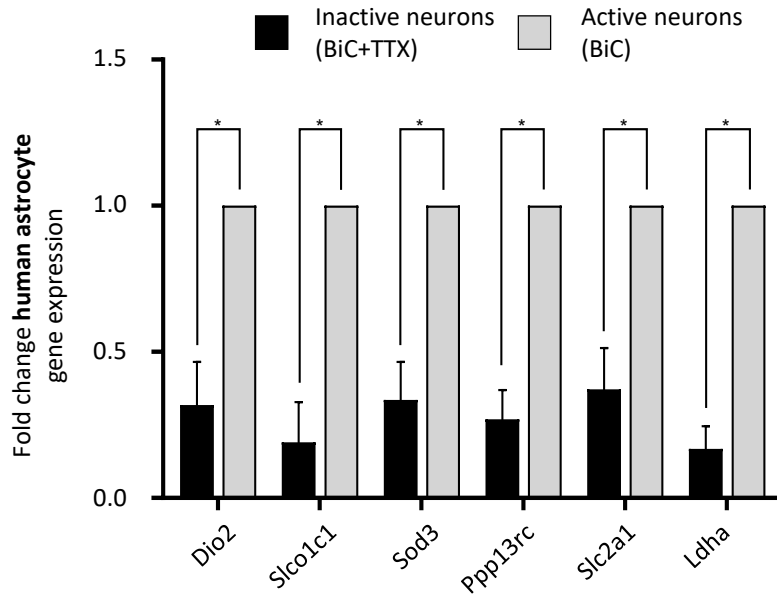 Inactive neurons
(BiC+TTX)
Active neurons
(BiC)
Fold change human astrocyte
gene expression
1.5
1.0
0.5
0.0
* * * * * *
Dio2
Slco1c1
Sod3
Ppp13rc
Slc2a1
Ldha